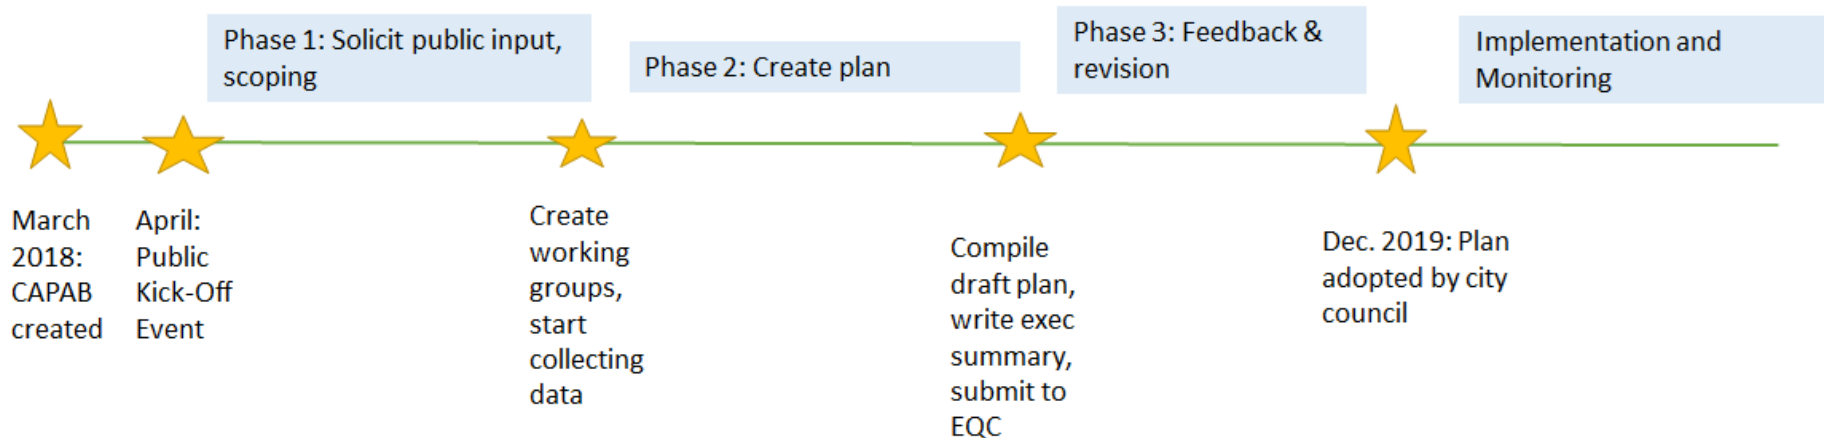 Phase 1: Solicit public input,
scoping
Phase 2: Create plan
Phase 3: Feedback &
revision
Implementation and
Monitoring
March
2018:
CAPAB
created
April:
Public
Kick-Off
Event
Create
working
groups,
start
collecting
data
Compile
draft plan,
write exec
summary,
submit to
EQC
Dec. 2019: Plan
adopted by city
council